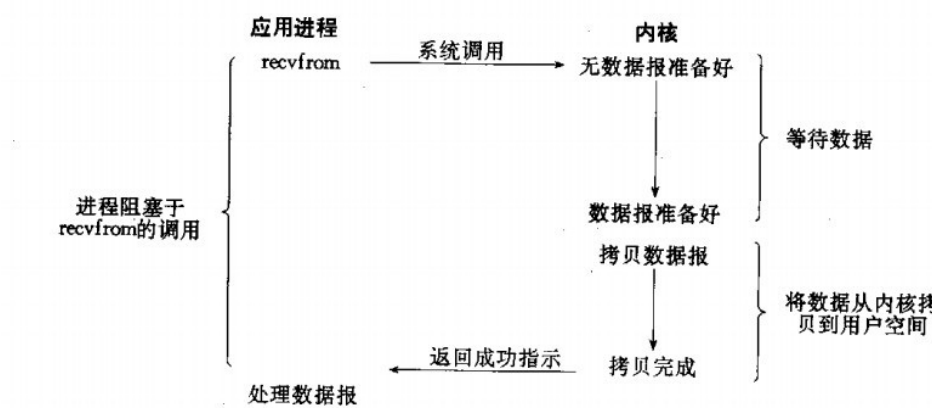 应用进程
内核
recvfrom
系统调用
无数据报准备好
等待数据
进程阻塞于
recvfrom的调用
数据报准备好
拷贝数据报
将数据从内核拷
贝到用户空间
返回成功指示
拷贝完成
处理数据报